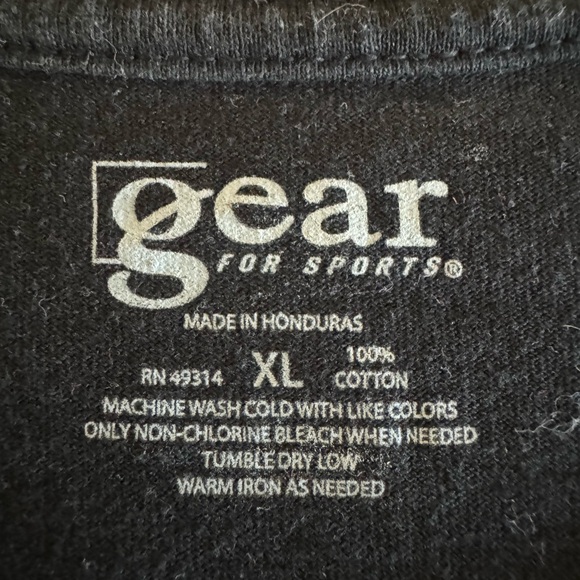 gear
FOR SPORTS®
MADE IN HONDURAS
RN 49314 XL 100% COTTON
MACHINE WASH COLD WITH LIKE COLORS
ONLY NON-CHLORINE BLEACH WHEN NEEDED
TUMBLE DRY LOW
WARM IRON AS NEEDED